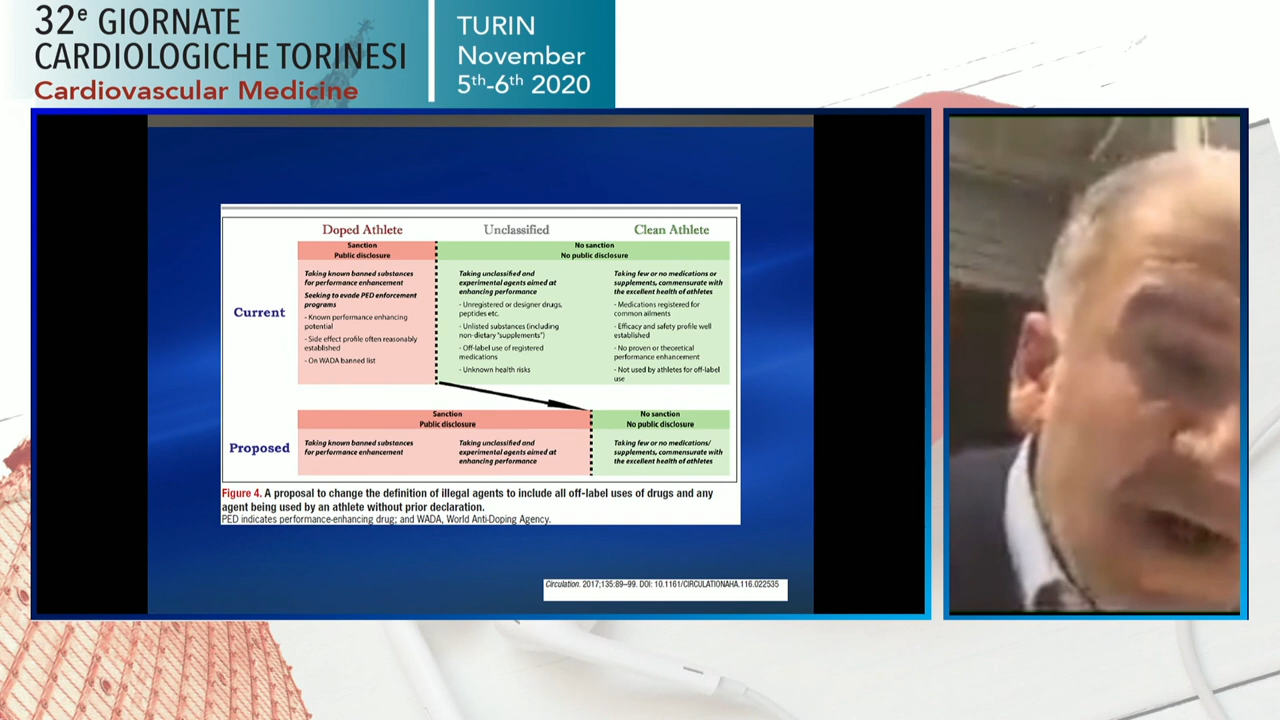 32e GIORNATE
CARDIOLOGICHE TORINESI
Cardiovascular Medicine
TURIN
November
5th-6th 2020
Doped Athlete
Unclassified
Clean Athlete
Sanction
Public disclosure
No sanction
No public disclosure
Current
Taking known banned substances
for performance enhancement
Seeking to evade PED enforcement
programs
- Known performance enhancing
potential
- Side effect profile often reasonably
established
- On WADA banned list
Taking unclassified and
experimental agents aimed at
enhancing performance
- Unregistered or designer drugs,
peptides etc.
- Unlisted substances (including
non-dietary "supplements")
- Off-label use of registered
medications
- Unknown health risks
Taking few or no medications or
supplements, commensurate with
the excellent health of athletes
- Medications registered for
common ailments
- Efficacy and safety profile well
established
- No proven or theoretical
performance enhancement
- Not used by athletes for off-label
use
Sanction
Public disclosure
No sanction
No public disclosure
Proposed
Taking known banned substances
for performance enhancement
Taking unclassified and
experimental agents aimed at
enhancing performance
Taking few or no medications/
supplements, commensurate with
the excellent health of athletes
Figure 4. A proposal to change the definition of illegal agents to include all off-label uses of drugs and any
agent being used by an athlete without prior declaration.
PED indicates performance-enhancing drug; and WADA, World Anti-Doping Agency.
Circulation. 2017;135:89–99. DOI: 10.1161/CIRCULATIONAHA.116.022535